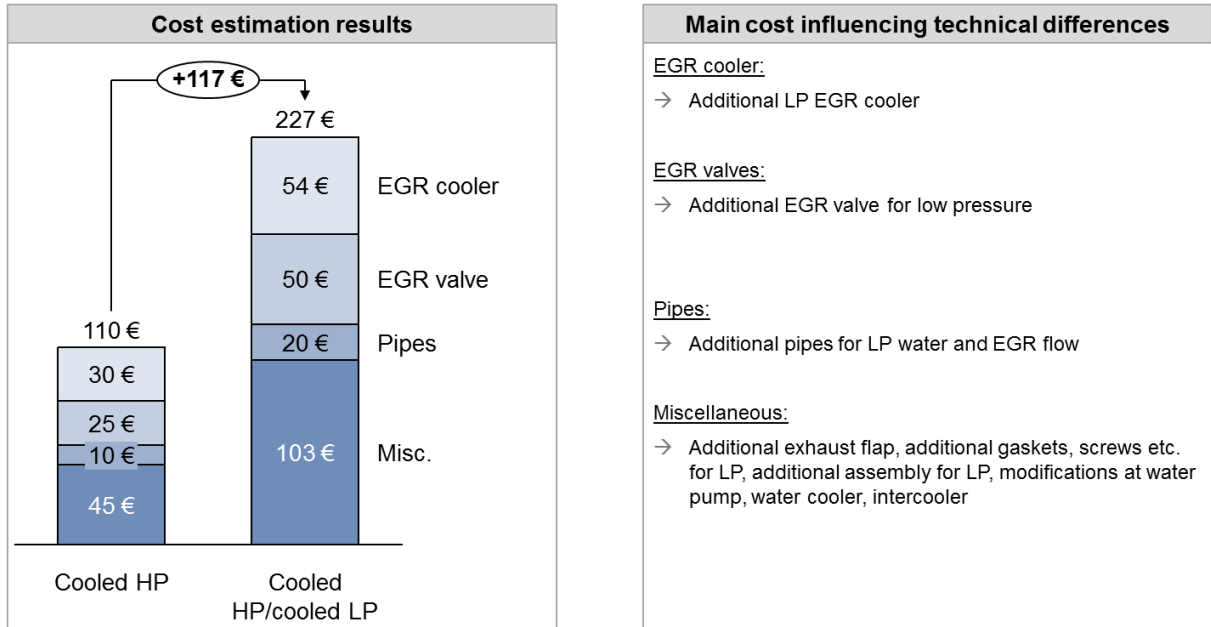 Cost estimation results
+117 €
227 €
54 €
EGR cooler
50 €
EGR valve
110 €
20 €
Pipes
30 €
25 €
10 €
103 €
Misc.
45 €
Cooled HP
Cooled
HP/cooled LP
Main cost influencing technical differences
EGR cooler:
→ Additional LP EGR cooler
EGR valves:
→ Additional EGR valve for low pressure
Pipes:
→ Additional pipes for LP water and EGR flow
Miscellaneous:
→ Additional exhaust flap, additional gaskets, screws etc.
for LP, additional assembly for LP, modifications at water
pump, water cooler, intercooler